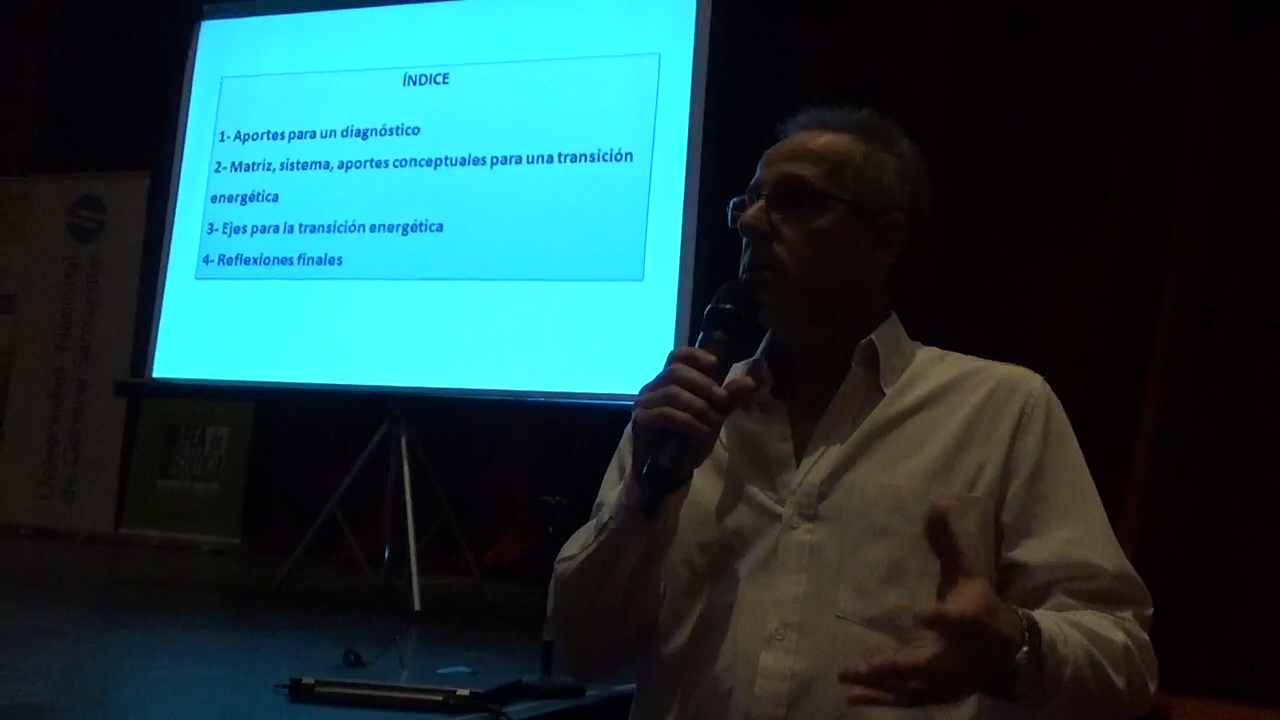 ÍNDICE
1- Aportes para un diagnóstico
2- Matriz, sistema, aportes conceptuales para una transición
energética
3- Ejes para la transición energética
4- Reflexiones finales
Universidad Nacional
de General Sarmiento